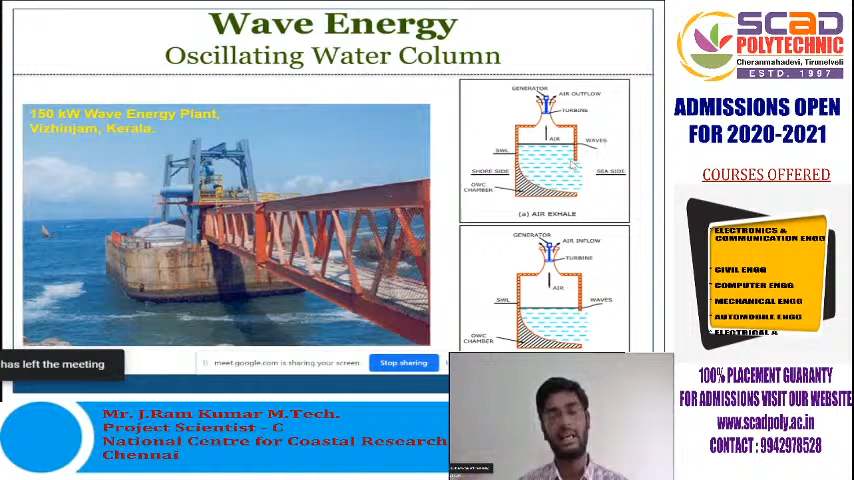 Wave Energy
Oscillating Water Column
150 kW Wave Energy Plant,
Vizhinjam, Kerala.
GENERATOR
AIR OUTFLOW
TURBINE
AIR
WAVES
SWL
SHORE SIDE
SEA SIDE
OWC
CHAMBER
(a) AIR EXHALE
GENERATOR
AIR INFLOW
TURBINE
AIR
SWL
WAVES
OWC
CHAMBER
has left the meeting
meet.google.com is sharing your screen.
Stop sharing
Mr. J.Ram Kumar M.Tech.
Project Scientist - C
National Centre for Coastal Research
Chennai
SCAD
POLYTECHNIC
Cheranmahadevi, Tirunelveli
ESTD. 1997
ADMISSIONS OPEN
FOR 2020-2021
COURSES OFFERED
ELECTRONICS &
COMMUNICATION ENGG
CIVIL ENGG
COMPUTER ENGG
MECHANICAL ENGG
AUTOMOBILE ENGG
ELECTRICAL &
100% PLACEMENT GUARANTY
FOR ADMISSIONS VISIT OUR WEBSITE
www.scadpoly.ac.in
CONTACT : 9942978528